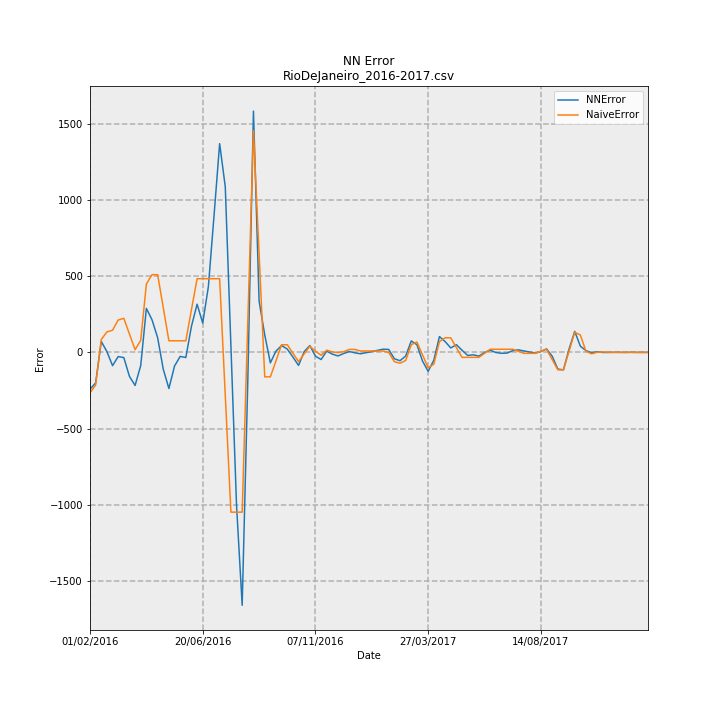 NN Error
RioDeJaneiro_2016-2017.csv
NNError
NaiveError
1500
1000
500
0
−500
−1000
−1500
Error
01/02/2016 20/06/2016 07/11/2016 27/03/2017 14/08/2017
Date